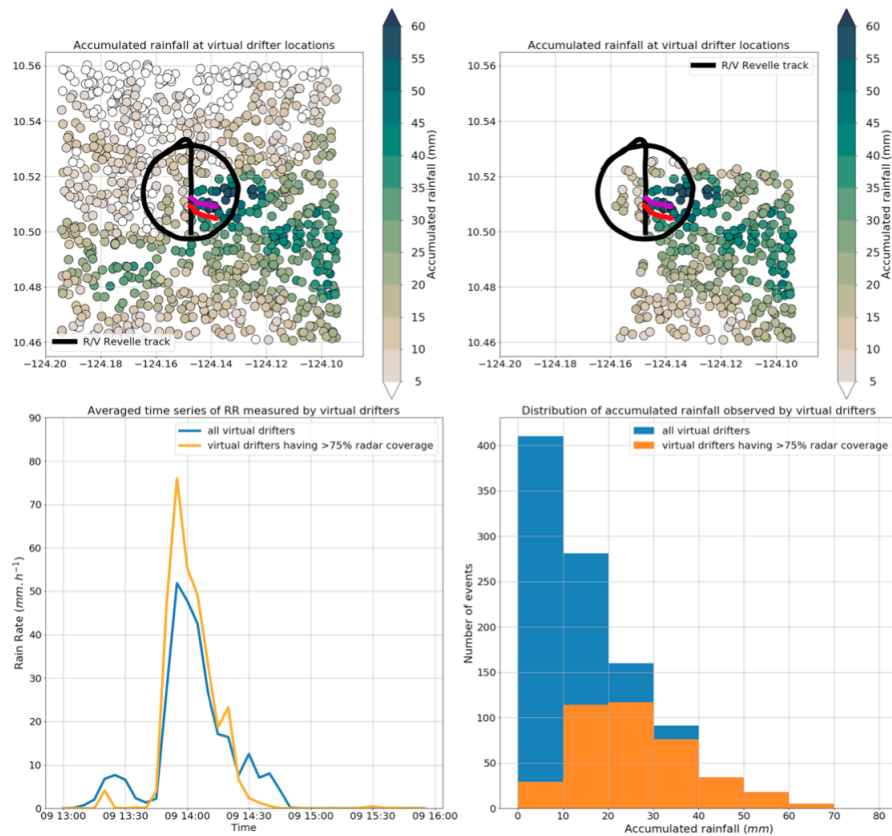 Accumulated rainfall at virtual drifter locations
10.56
10.54
10.52
10.50
10.48
10.46
R/V Revelle track
−124.20 −124.18 −124.16 −124.14 −124.12 −124.10
60
55
50
45
40
35
30
25
20
15
10
5
Accumulated rainfall (mm)
Accumulated rainfall at virtual drifter locations
R/V Revelle track
10.56
10.54
10.52
10.50
10.48
10.46
−124.20 −124.18 −124.16 −124.14 −124.12 −124.10
60
55
50
45
40
35
30
25
20
15
10
5
Accumulated rainfall (mm)
Averaged time series of RR measured by virtual drifters
all virtual drifters
virtual drifters having >75% radar coverage
90
80
70
60
50
40
30
20
10
0
Rain Rate (mm.h⁻¹)
09 13:00 09 13:30 09 14:00 09 14:30 09 15:00 09 15:30 09 16:00
Time
Distribution of accumulated rainfall observed by virtual drifters
all virtual drifters
virtual drifters having >75% radar coverage
400
350
300
250
200
150
100
50
0
Number of events
0 10 20 30 40 50 60 70 80
Accumulated rainfall (mm)